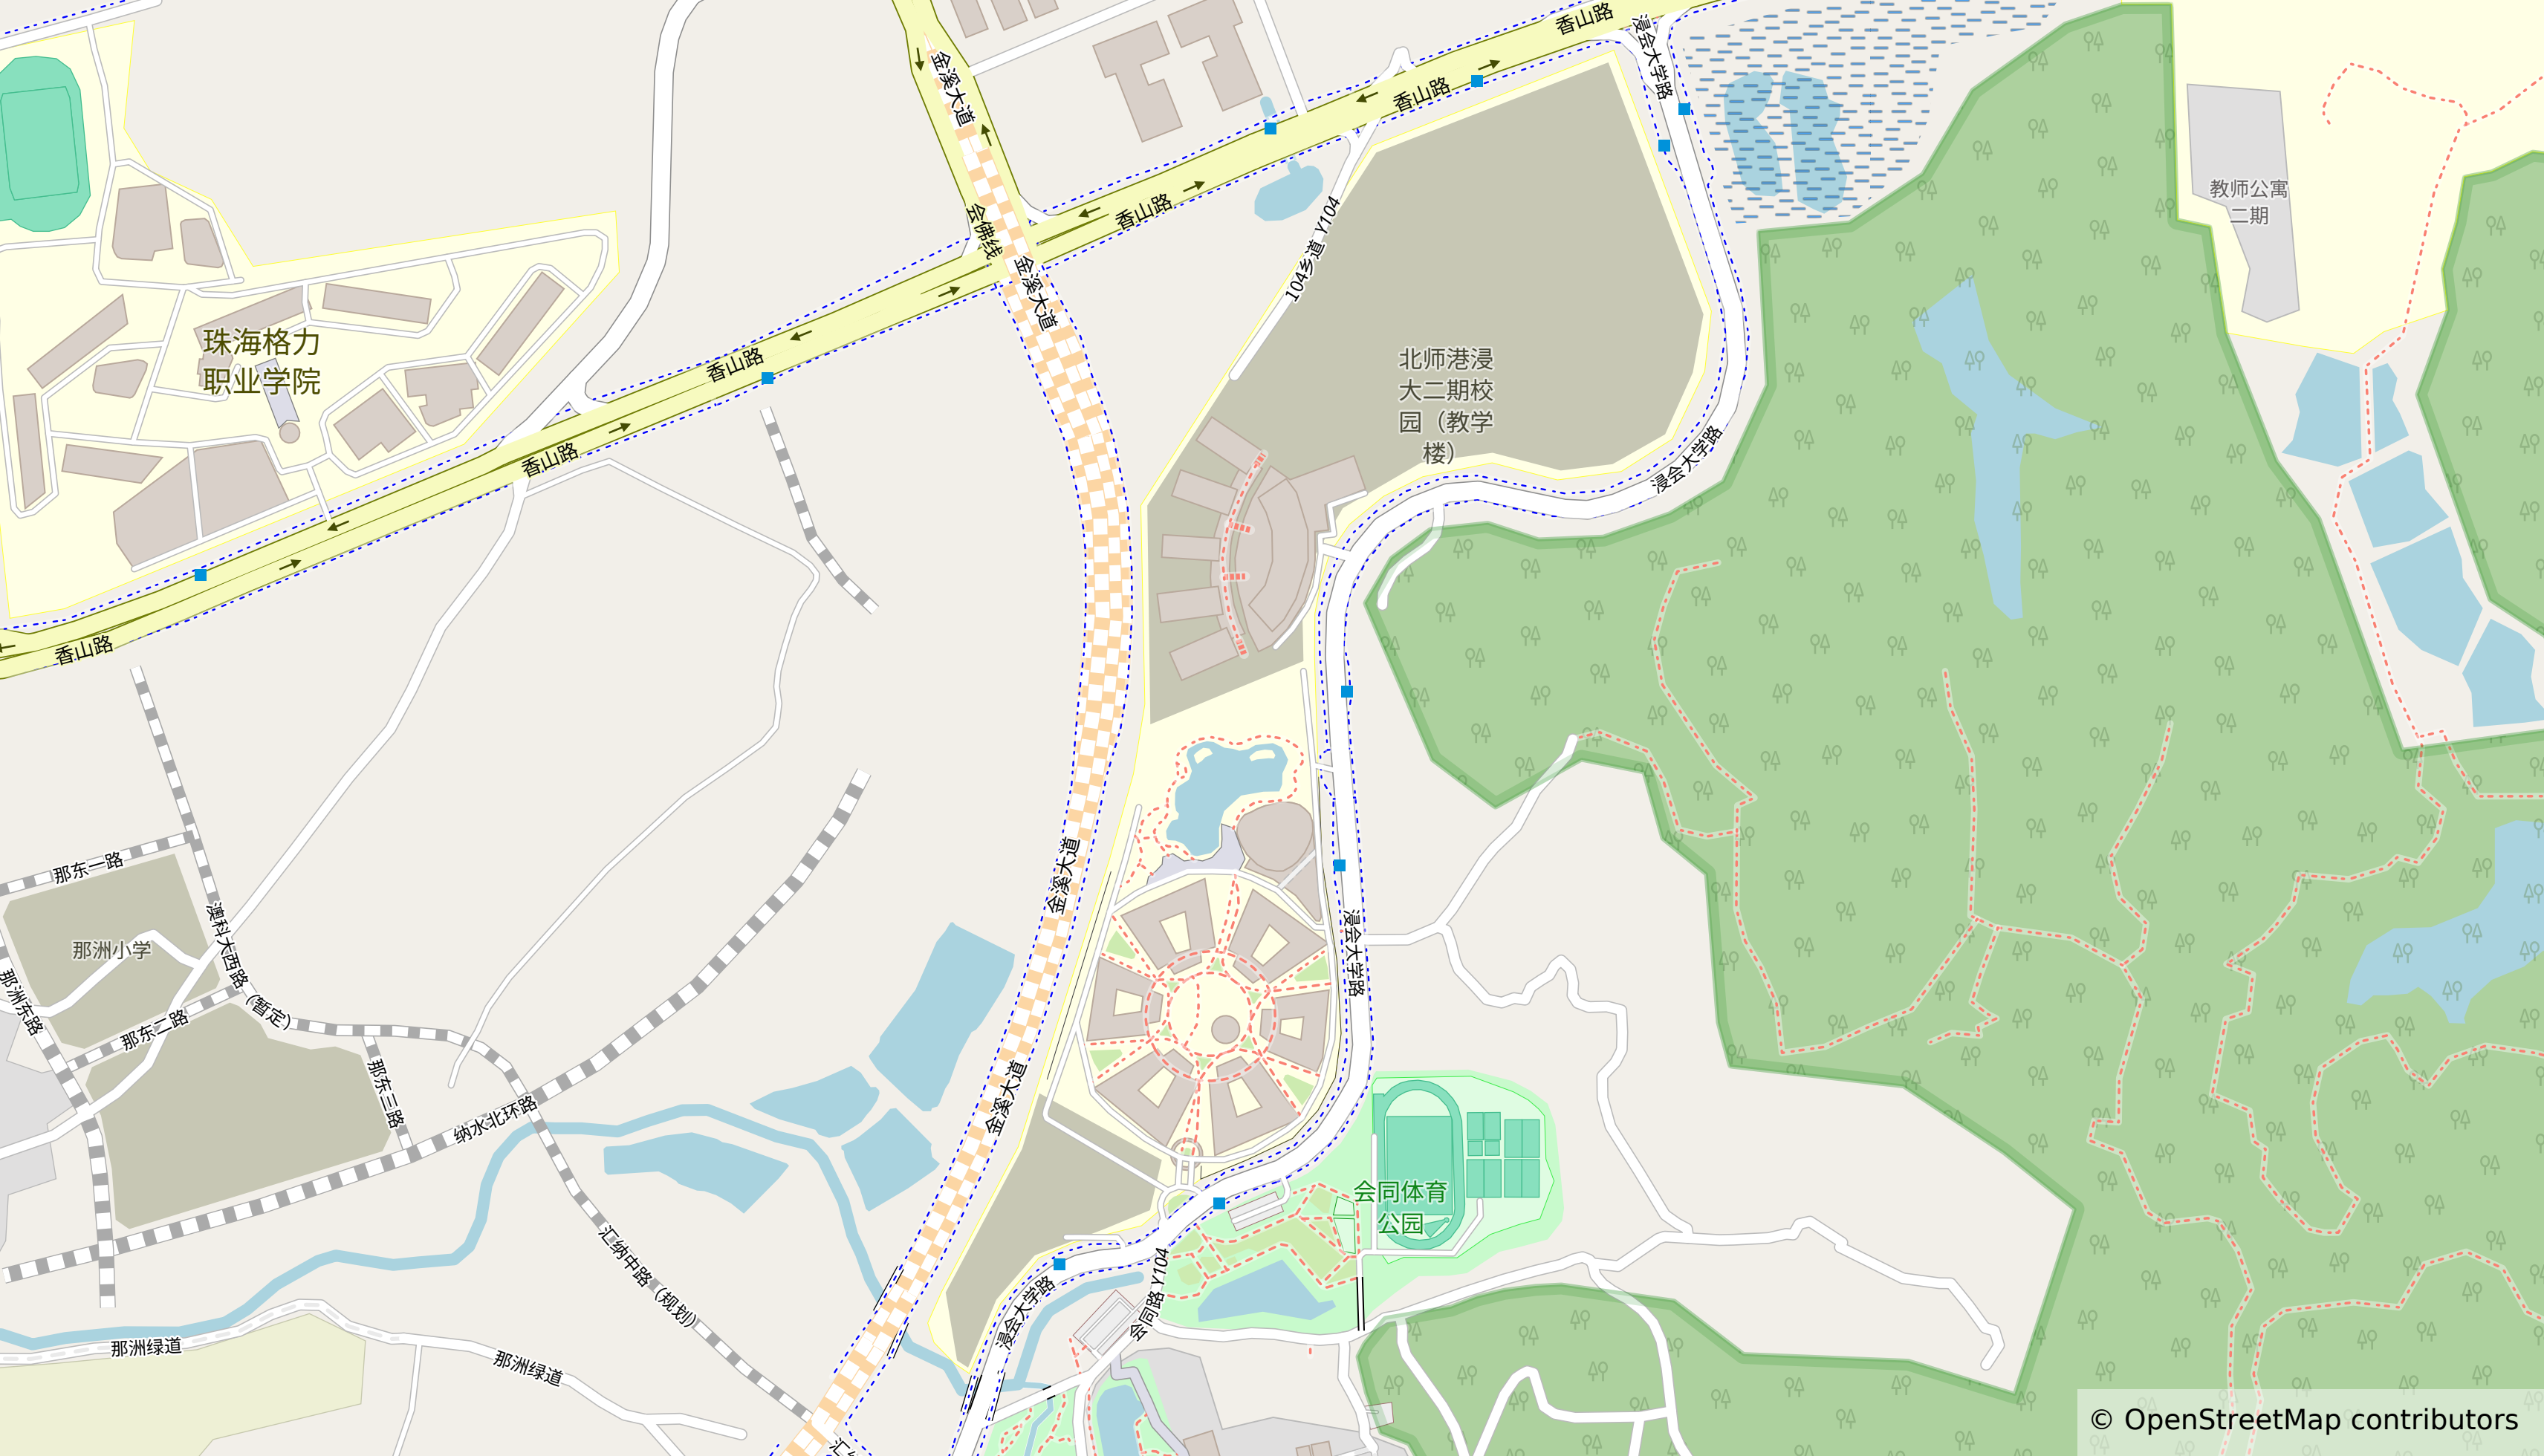 香山路
浸会大学路
金溪大道
香山路
教师公寓
二期
香山路
会佛线
104乡道 Y104
金溪大道
珠海格力
职业学院
香山路
北师港浸
大二期校
园（教学
楼）
香山路
浸会大学路
香山路
那东一路
金溪大道
那洲小学
澳科大西路（暂定）
浸会大学路
那洲东路
那东二路
那东三路
纳水北环路
金溪大道
会同体育
公园
汇纳中路（规划）
浸会大学路
会同路 Y104
那洲绿道
那洲绿道
© OpenStreetMap contributors